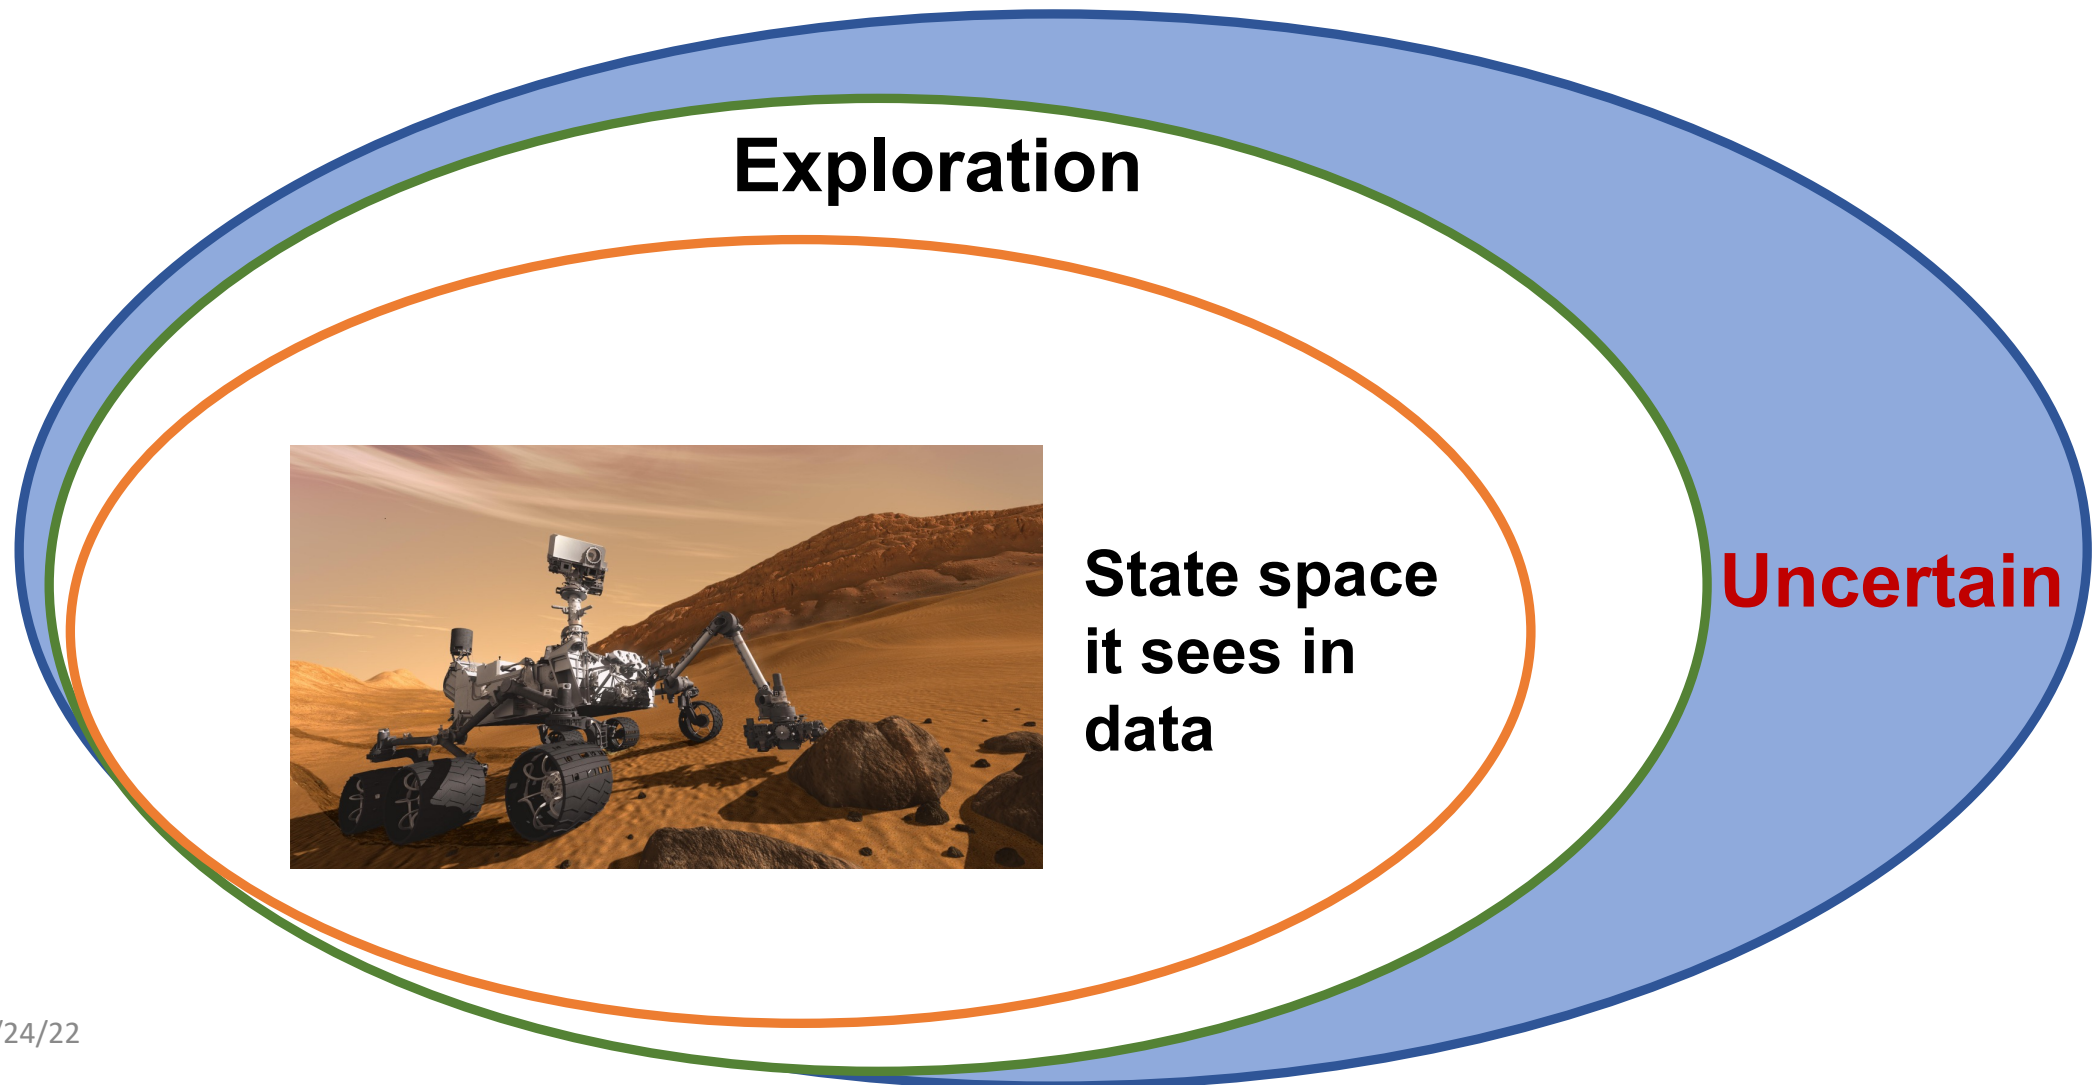 Exploration
State space
it sees in
data
Uncertain
/24/22